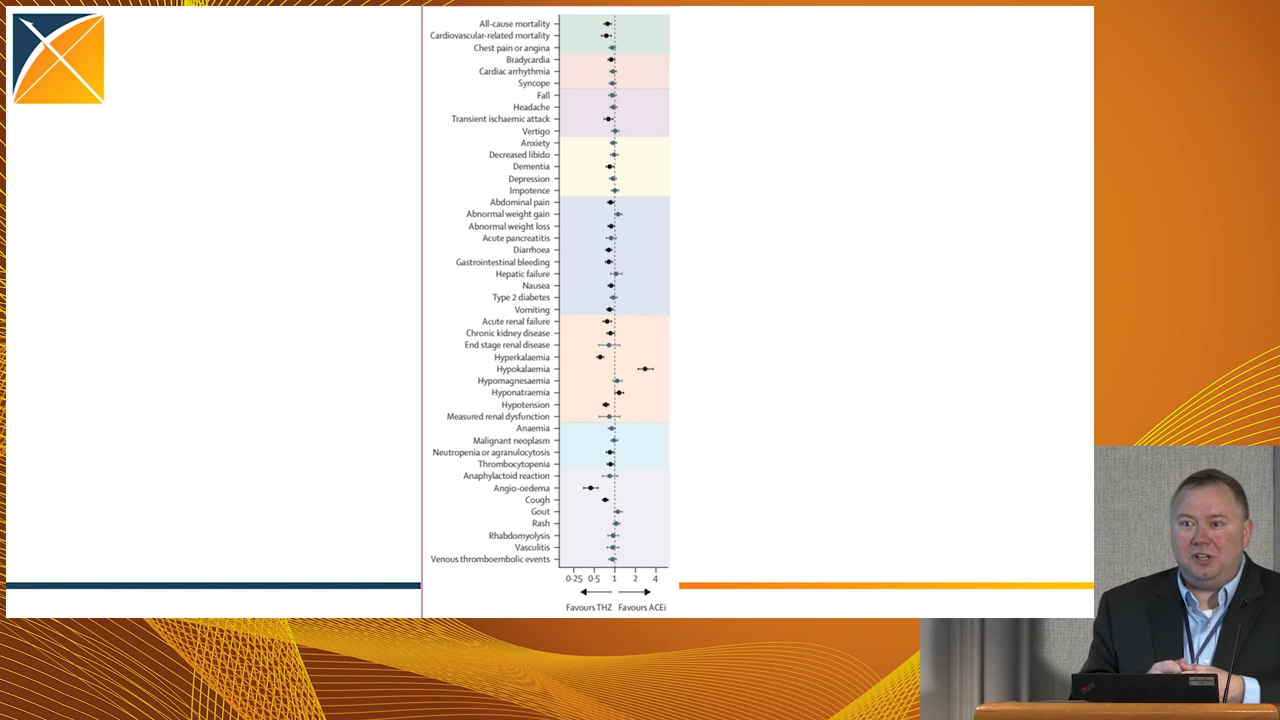 All-cause mortality
Cardiovascular-related mortality
Chest pain or angina
Bradycardia
Cardiac arrhythmia
Syncope
Fall
Headache
Transient ischaemic attack
Vertigo
Anxiety
Decreased libido
Dementia
Depression
Impotence
Abdominal pain
Abnormal weight gain
Abnormal weight loss
Acute pancreatitis
Diarrhoea
Gastrointestinal bleeding
Hepatic failure
Nausea
Type 2 diabetes
Vomiting
Acute renal failure
Chronic kidney disease
End stage renal disease
Hyperkalaemia
Hypokalaemia
Hypomagnesaemia
Hyponatraemia
Hypotension
Measured renal dysfunction
Anaemia
Malignant neoplasm
Neutropenia or agranulocytosis
Thrombocytopenia
Anaphylactoid reaction
Angio-oedema
Cough
Gout
Rash
Rhabdomyolysis
Vasculitis
Venous thromboembolic events
0·25 0·5 1 2 4
Favours THZ Favours ACEi